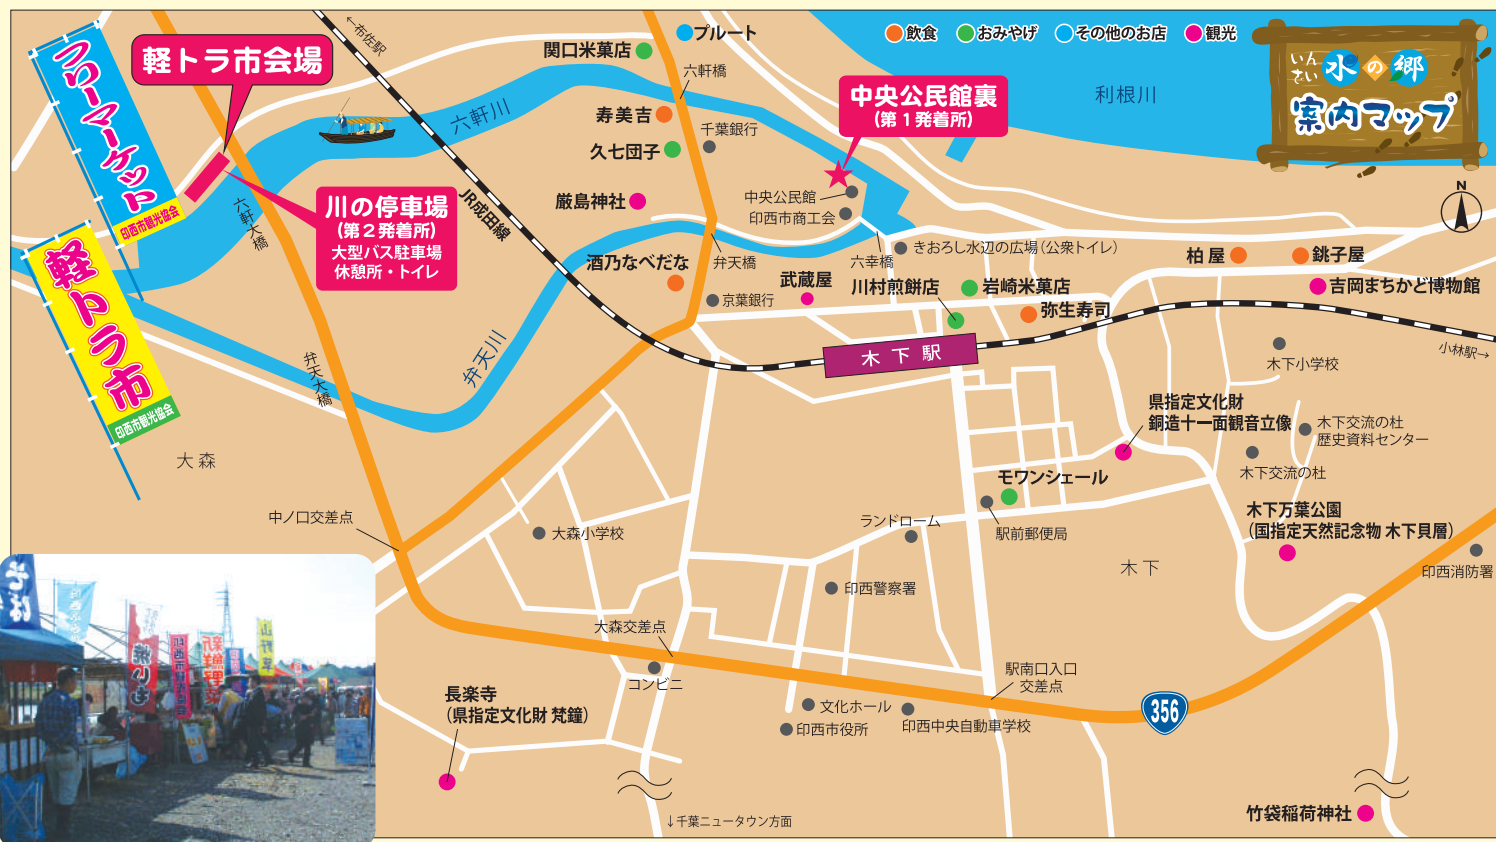 飲食
おみやげ
その他のお店
観光
いんざい
水の郷
案内マップ
N
フリーマーケット
印西市観光協会
軽トラ市
印西市観光協会
軽トラ市会場
川の停車場
(第２発着所)
大型バス駐車場
休憩所・トイレ
中央公民館裏
(第１発着所)
←布佐駅
関口米菓店
プルート
六軒橋
六軒川
寿美吉
千葉銀行
久七団子
厳島神社
JR成田線
利根川
中央公民館
印西市商工会
六幸橋
きおろし水辺の広場（公衆トイレ）
六軒大橋
酒乃なべだな
弁天橋
京葉銀行
武蔵屋
川村煎餅店
岩崎米菓店
弥生寿司
柏屋
銚子屋
吉岡まちかど博物館
弁天川
弁天大橋
木下駅
小林駅→
木下小学校
県指定文化財
銅造十一面観音立像
木下交流の杜
歴史資料センター
木下交流の杜
大森
モワンシェール
木下万葉公園
（国指定天然記念物 木下貝層）
中ノ口交差点
大森小学校
ランドローム
駅前郵便局
木下
印西消防署
印西警察署
大森交差点
コンビニ
駅南口入口
交差点
長楽寺
（県指定文化財 梵鐘）
文化ホール
印西市役所
印西中央自動車学校
356
↓千葉ニュータウン方面
竹袋稲荷神社
そば
焼いも
新鮮野菜
山野草